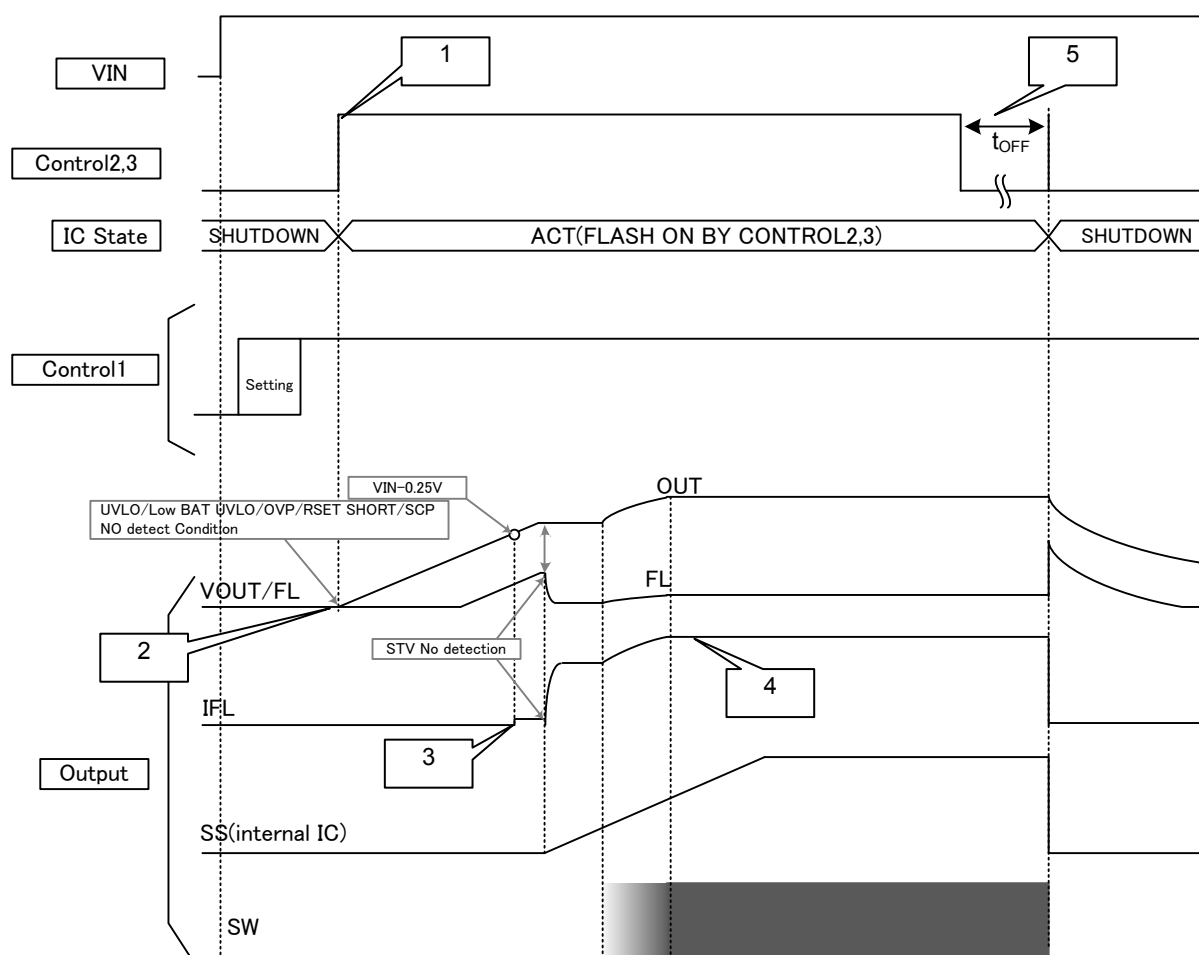 VIN
1
5
Control2,3
tOFF
IC State
SHUTDOWN
ACT(FLASH ON BY CONTROL2,3)
SHUTDOWN
Control1
Setting
VIN-0.25V
OUT
UVLO/Low BAT UVLO/OVP/RSET SHORT/SCP
NO detect Condition
VOUT/FL
FL
2
STV No detection
4
IFL
3
Output
SS(internal IC)
SW